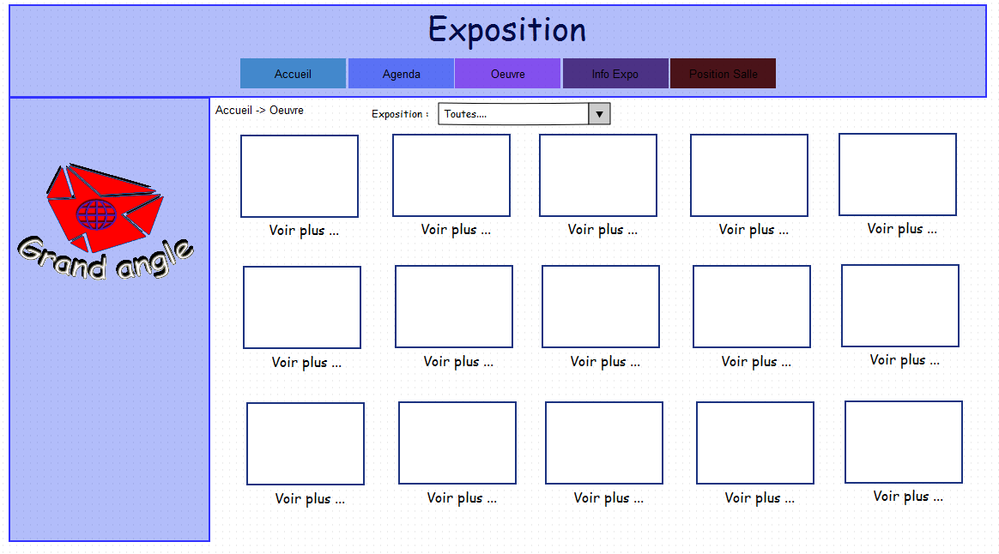 Exposition
Accueil Agenda Oeuvre Info Expo Position Salle
Accueil -> Oeuvre Exposition : Toutes....
Voir plus ... Voir plus ... Voir plus ... Voir plus ... Voir plus ...
Grand angle
Voir plus ... Voir plus ... Voir plus ... Voir plus ... Voir plus ...
Voir plus ... Voir plus ... Voir plus ... Voir plus ... Voir plus ...